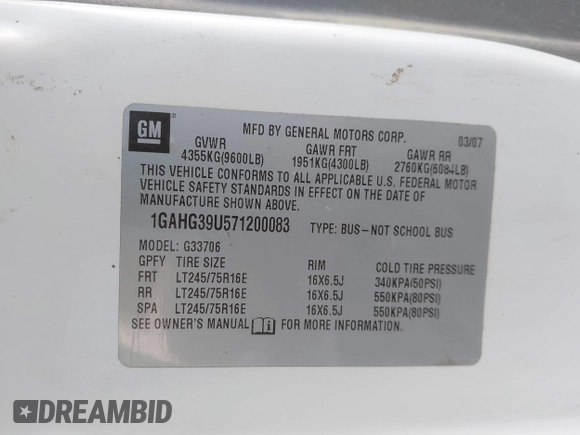 GM
MFD BY GENERAL MOTORS CORP. 03/07
GVWR GAWR FRT GAWR RR
4355KG(9600LB) 1951KG(4300LB) 2760KG(6084LB)
THIS VEHICLE CONFORMS TO ALL APPLICABLE U.S. FEDERAL MOTOR
VEHICLE SAFETY STANDARDS IN EFFECT ON THE DATE OF
MANUFACTURE SHOWN ABOVE.
1GAHG39U571200083 TYPE: BUS-NOT SCHOOL BUS
MODEL: G33706
GPFY TIRE SIZE RIM COLD TIRE PRESSURE
FRT LT245/75R16E 16X6.5J 340KPA(50PSI)
RR LT245/75R16E 16X6.5J 550KPA(80PSI)
SPA LT245/75R16E 16X6.5J 550KPA(80PSI)
SEE OWNER'S MANUAL FOR MORE INFORMATION.
DREAMBID